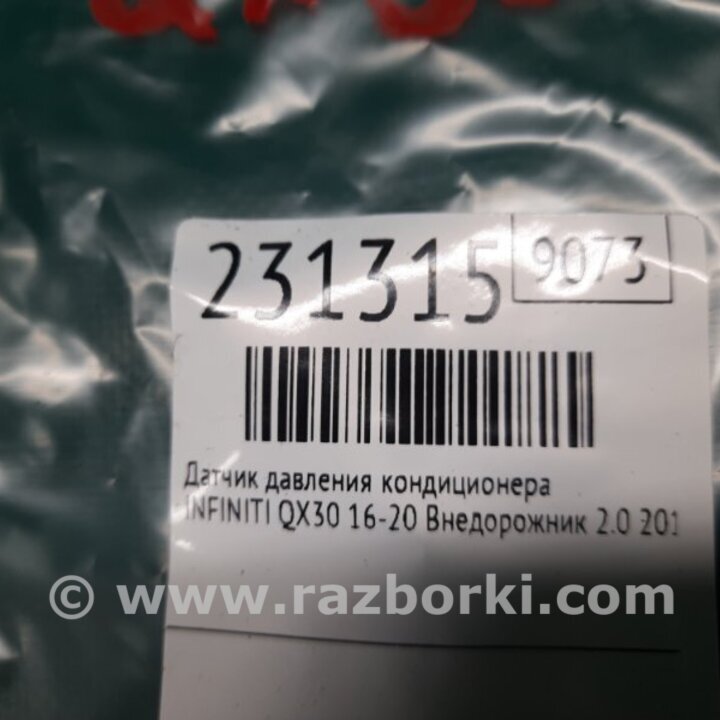 231315 9073
Датчик давления кондиционера
INFINITI QX30 16-20 Внедорожник 2.0 201
© www.razborki.com